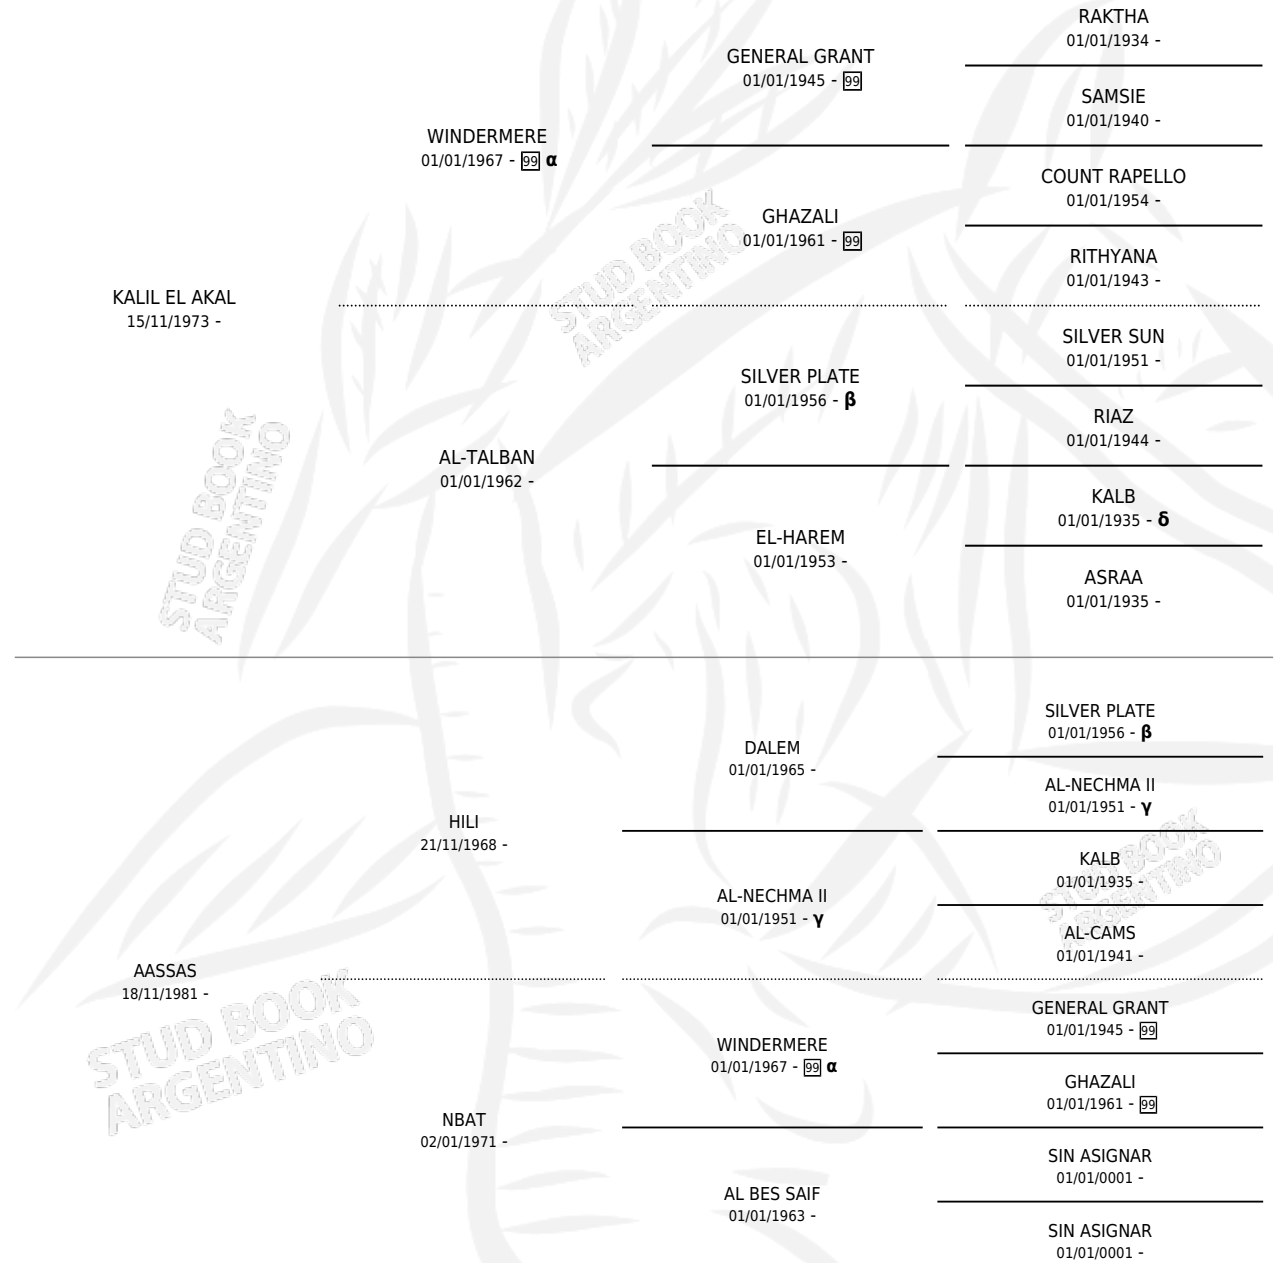 RAKTHA
01/01/1934 -
GENERAL GRANT
01/01/1945 - 99
SAMSIE
01/01/1940 -
WINDERMERE
01/01/1967 - 99 α
COUNT RAPELLO
01/01/1954 -
GHAZALI
01/01/1961 - 99
RITHYANA
01/01/1943 -
KALIL EL AKAL
15/11/1973 -
SILVER SUN
01/01/1951 -
SILVER PLATE
01/01/1956 - β
RIAZ
01/01/1944 -
AL-TALBAN
01/01/1962 -
KALB
01/01/1935 - δ
EL-HAREM
01/01/1953 -
ASRAA
01/01/1935 -
SILVER PLATE
01/01/1956 - β
DALEM
01/01/1965 -
AL-NECHMA II
01/01/1951 - γ
HILI
21/11/1968 -
KALB
01/01/1935 -
AL-NECHMA II
01/01/1951 - γ
AL-CAMS
01/01/1941 -
AASSAS
18/11/1981 -
GENERAL GRANT
01/01/1945 - 99
WINDERMERE
01/01/1967 - 99 α
GHAZALI
01/01/1961 - 99
NBAT
02/01/1971 -
SIN ASIGNAR
01/01/0001 -
AL BES SAIF
01/01/1963 -
SIN ASIGNAR
01/01/0001 -
STUD BOOK
ARGENTINO
STUD BOOK
ARGENTINO
STUD BOOK
ARGENTINO
STUD BOOK
ARGENTINO